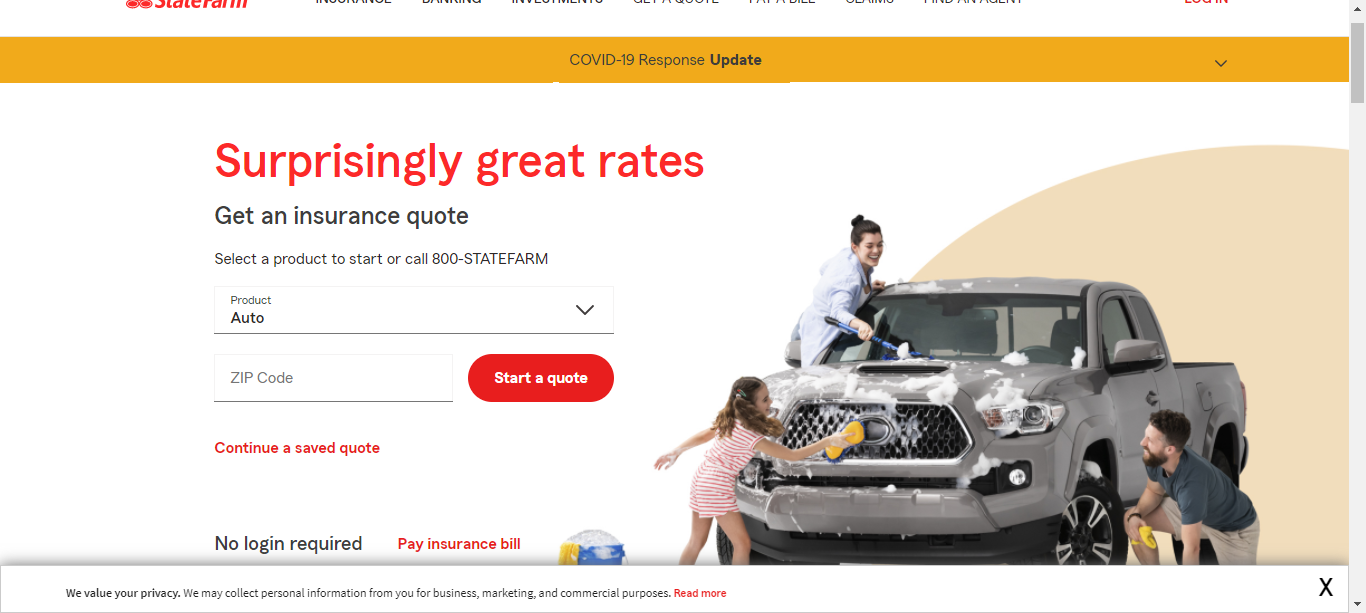 StateFarm
INSURANCE BANKING INVESTMENTS GET A QUOTE PAY A BILL CLAIMS FIND AN AGENT LOG IN
COVID-19 Response Update
Surprisingly great rates
Get an insurance quote
Select a product to start or call 800-STATEFARM
Product
Auto
ZIP Code
Start a quote
Continue a saved quote
No login required Pay insurance bill
We value your privacy. We may collect personal information from you for business, marketing, and commercial purposes. Read more
X